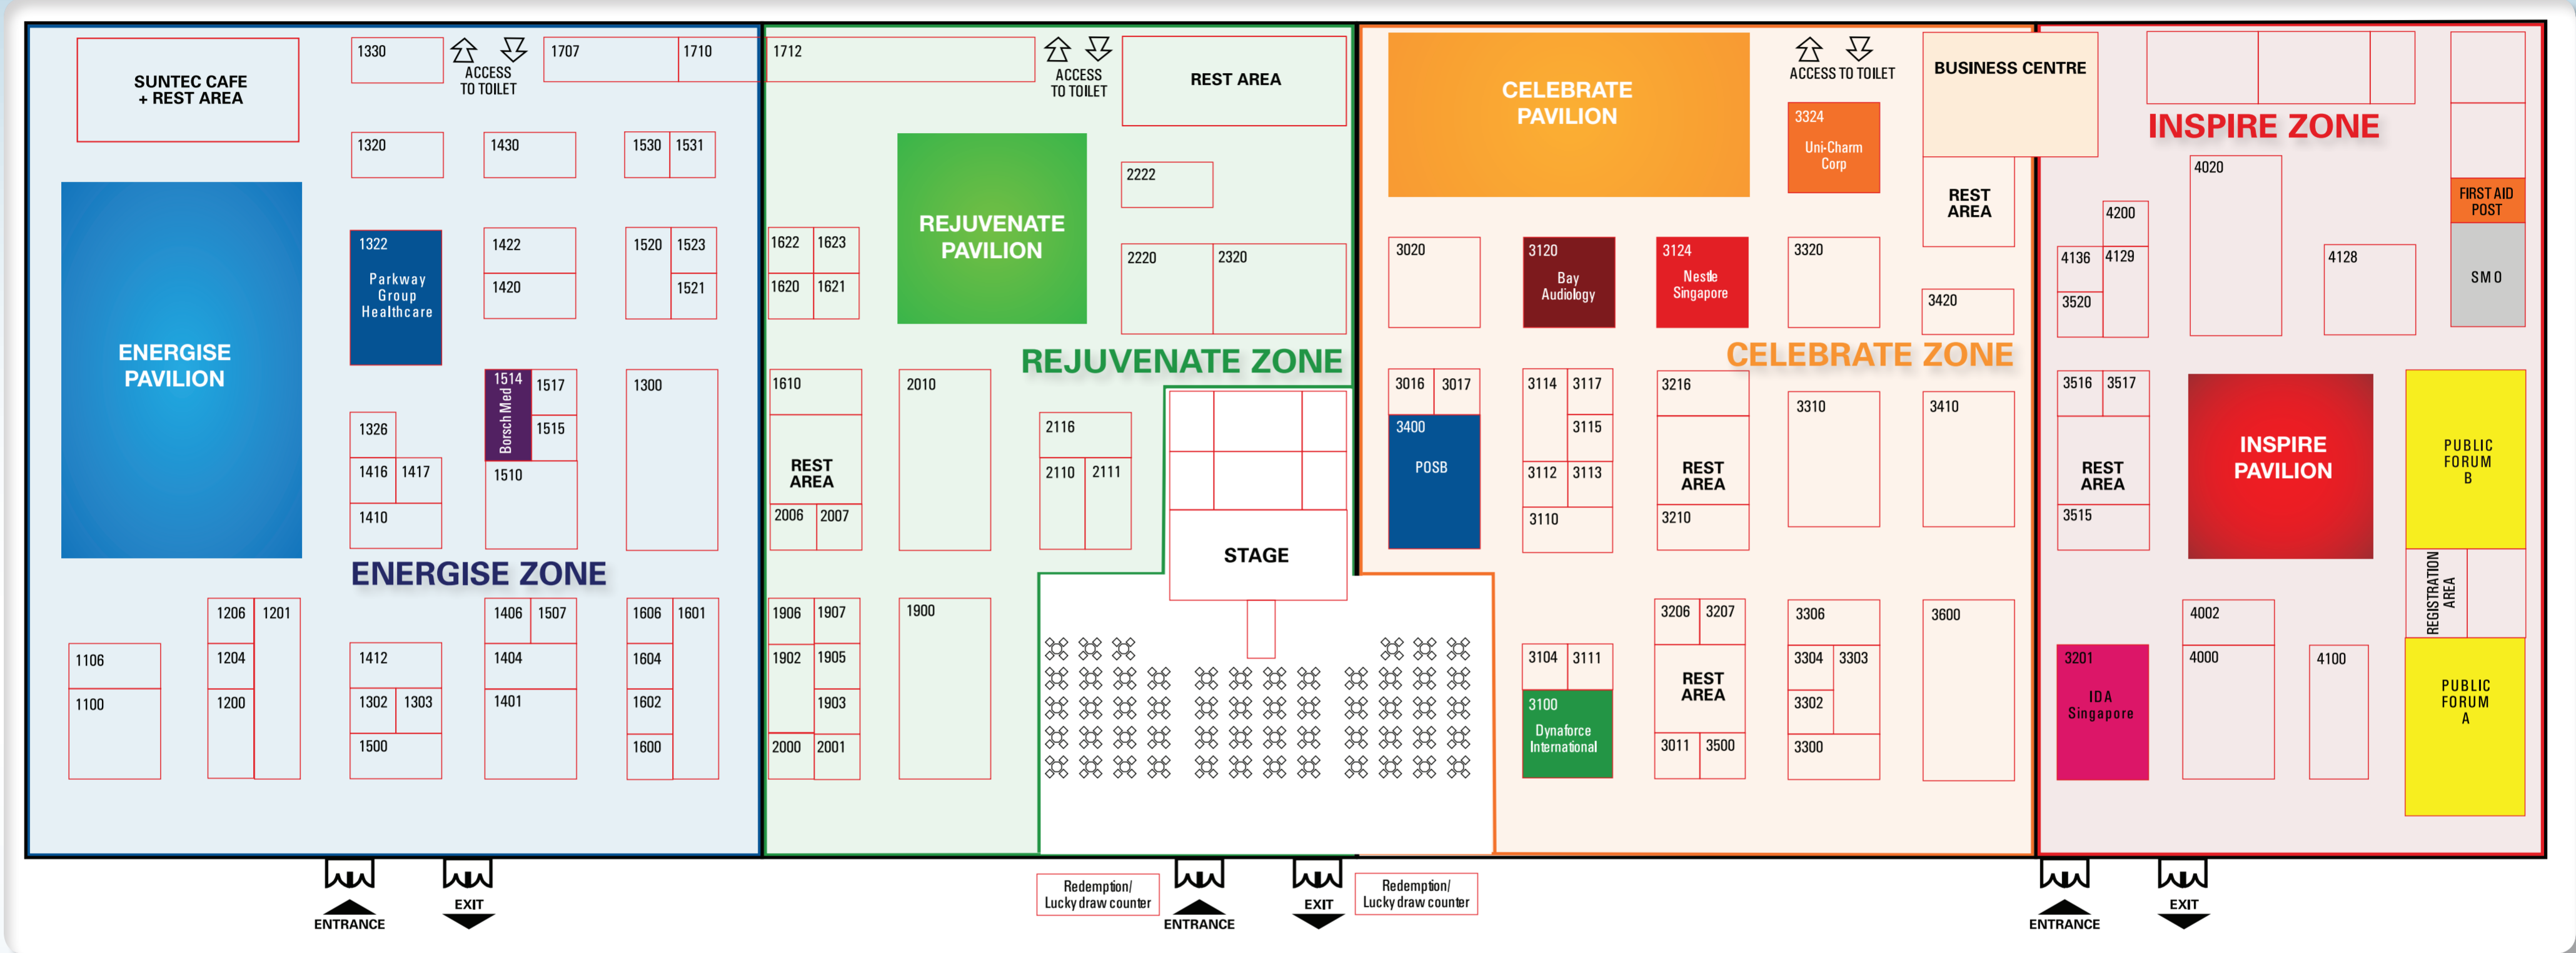 SUNTEC CAFE
+ REST AREA
1330
ACCESS
TO TOILET
1707
1710
1320
1430
1530
1531
ENERGISE
PAVILION
1322
Parkway
Group
Healthcare
1422
1420
1520
1523
1521
1514
Borsch Med
1517
1515
1510
1300
1326
1416
1417
1410
ENERGISE ZONE
1106
1100
1206
1201
1204
1200
1412
1302
1303
1500
1406
1507
1404
1401
1606
1601
1604
1602
1600
1712
ACCESS
TO TOILET
REST AREA
REJUVENATE
PAVILION
2222
1622
1623
1620
1621
2220
2320
REJUVENATE ZONE
1610
REST
AREA
2006
2007
2010
2116
2110
2111
STAGE
1906
1907
1902
1905
1903
2000
2001
1900
CELEBRATE
PAVILION
ACCESS TO TOILET
3324
Uni-Charm
Corp
BUSINESS CENTRE
REST
AREA
3020
3120
Bay
Audiology
3124
Nestle
Singapore
3320
3420
CELEBRATE ZONE
3016
3017
3400
POSB
3114
3117
3115
3112
3113
3110
3216
REST
AREA
3210
3310
3410
3104
3111
3100
Dynaforce
International
3206
3207
REST
AREA
3011
3500
3306
3304
3303
3302
3300
3600
INSPIRE ZONE
4020
4200
4136
4129
3520
4128
FIRST AID
POST
SMO
3516
3517
REST
AREA
3515
INSPIRE
PAVILION
PUBLIC
FORUM
B
REGISTRATION
AREA
3201
IDA
Singapore
4002
4000
4100
PUBLIC
FORUM
A
ENTRANCE
EXIT
Redemption/
Lucky draw counter
ENTRANCE
EXIT
Redemption/
Lucky draw counter
ENTRANCE
EXIT